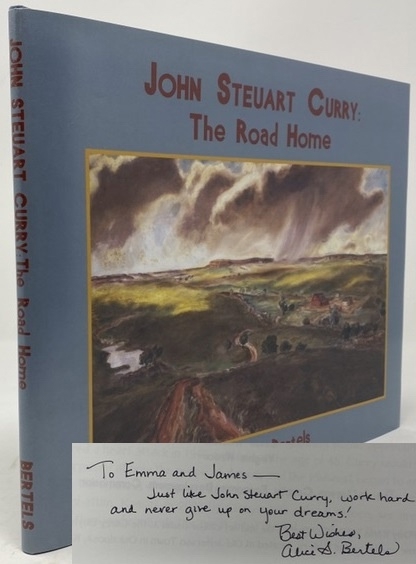 JOHN STEUART CURRY: The Road Home
BERTELS
JOHN STEUART CURRY:
The Road Home
Bertels
To Emma and James —
Just like John Steuart Curry, work hard
and never give up on your dreams!
Best Wishes,
Alice S. Bertels